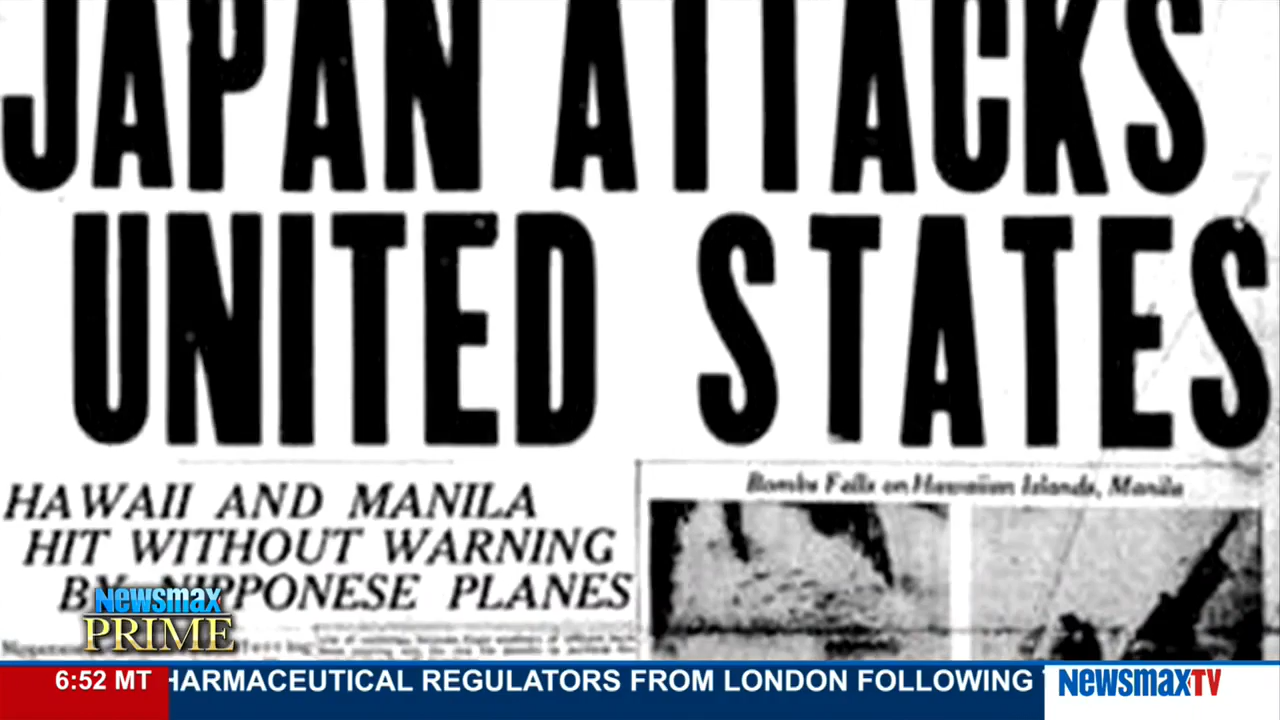 JAPAN ATTACKS
UNITED STATES
HAWAII AND MANILA
HIT WITHOUT WARNING
BY NIPPONESE PLANES
Bombs Falls on Hawaiian Islands, Manila
Newsmax
PRIME
6:52 MT
HARMACEUTICAL REGULATORS FROM LONDON FOLLOWING
NEWSMAXTV